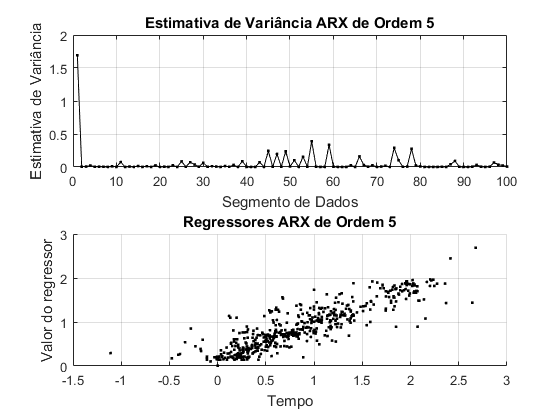 Estimativa de Variância ARX de Ordem 5
Estimativa de Variância
2
1.5
1
0.5
0
0 10 20 30 40 50 60 70 80 90 100
Segmento de Dados
Regressores ARX de Ordem 5
Valor do regressor
3
2
1
0
-1.5 -1 -0.5 0 0.5 1 1.5 2 2.5 3
Tempo